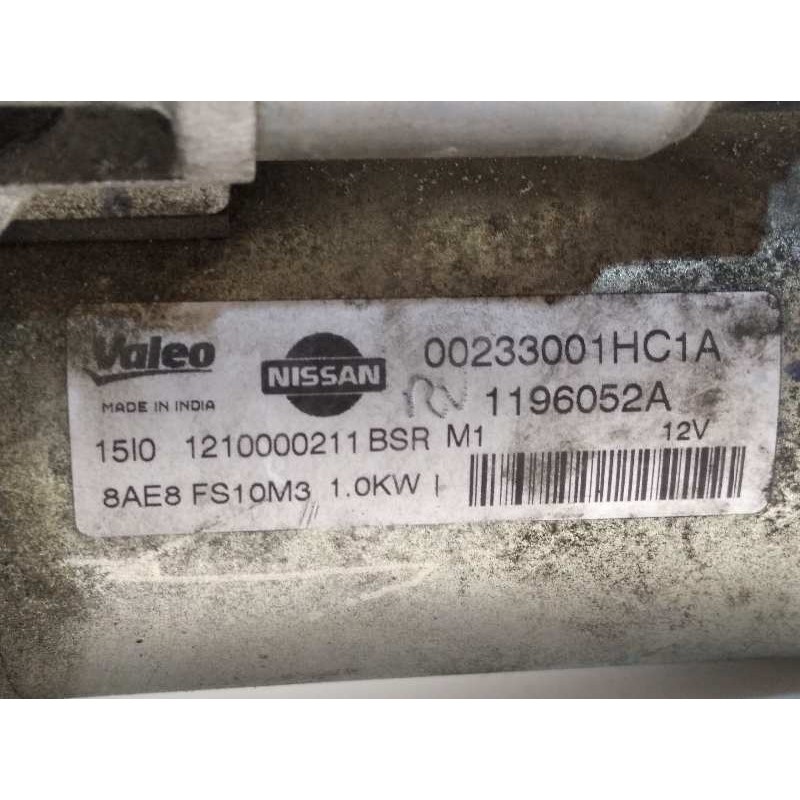 Valeo NISSAN 00233001HC1A
MADE IN INDIA 1196052A
15I0 1210000211 BSR M1 12V
8AE8 FS10M3 1.0KW I